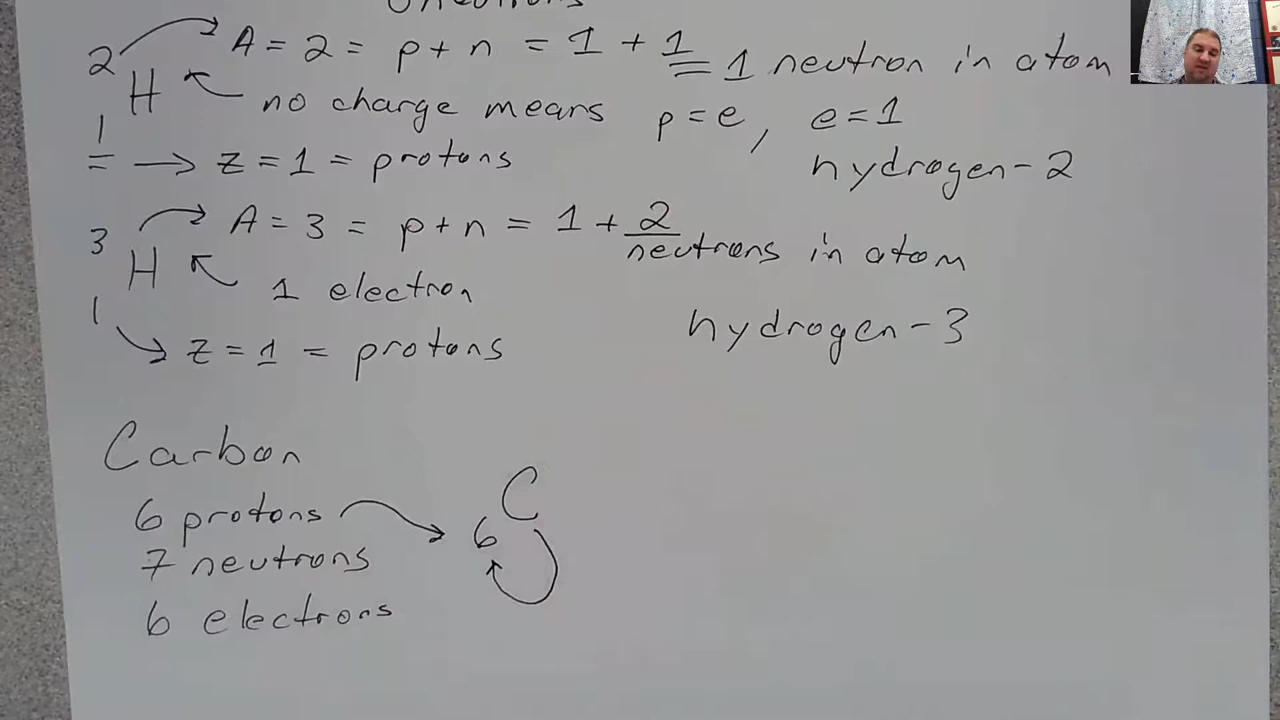 2 A = 2 = p + n = 1 + 1 = 1 neutron in atom
H no charge means p = e, e = 1
1 → z = 1 = protons hydrogen-2
3 A = 3 = p + n = 1 + 2 neutrons in atom
H 1 electron
1 z = 1 = protons hydrogen-3
Carbon
6 protons C
7 neutrons 6
6 electrons